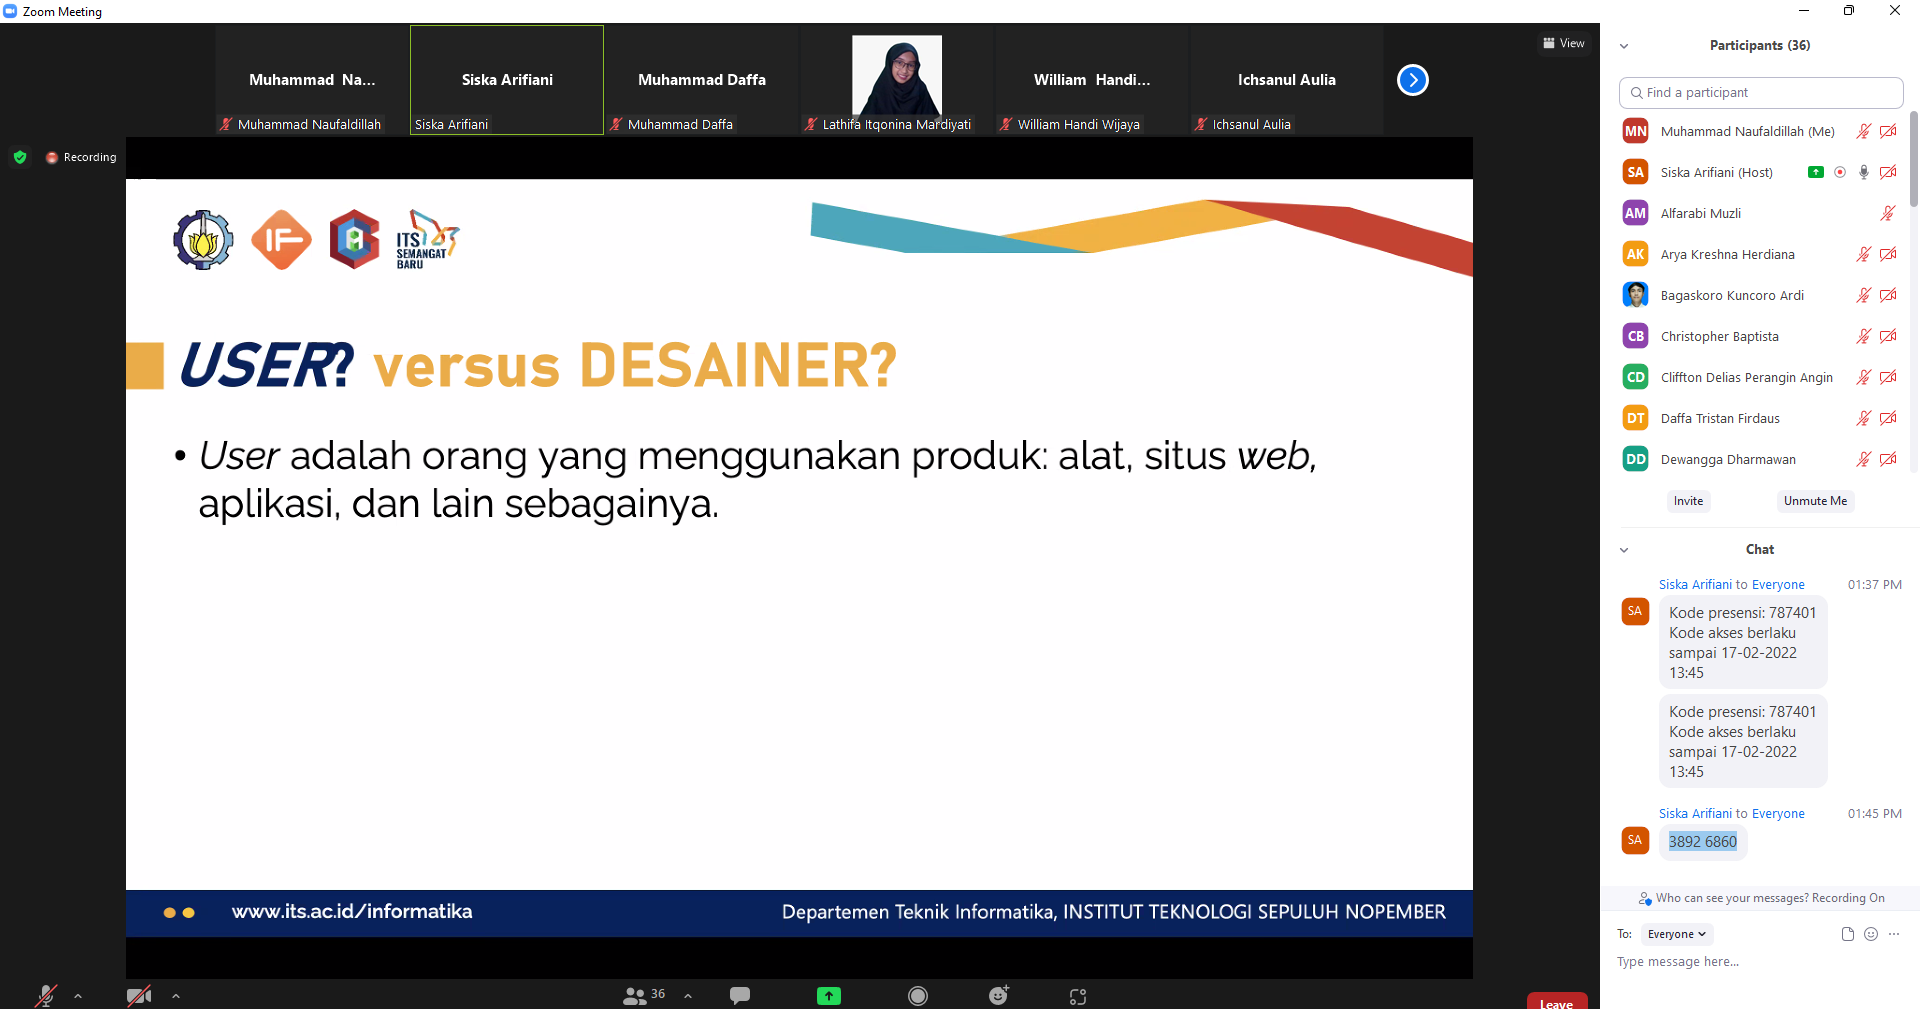 Zoom Meeting
Muhammad Na...
Siska Arifiani
Muhammad Daffa
William Handi...
Ichsanul Aulia
View
Muhammad Naufaldillah
Siska Arifiani
Muhammad Daffa
Lathifa Itqonina Mardiyati
William Handi Wijaya
Ichsanul Aulia
Recording
IF
ITS
SEMANGAT
BARU
USER? versus DESAINER?
• User adalah orang yang menggunakan produk: alat, situs web,
aplikasi, dan lain sebagainya.
www.its.ac.id/informatika
Departemen Teknik Informatika, INSTITUT TEKNOLOGI SEPULUH NOPEMBER
36
Leave
Participants (36)
Find a participant
MN Muhammad Naufaldillah (Me)
SA Siska Arifiani (Host)
AM Alfarabi Muzli
AK Arya Kreshna Herdiana
Bagaskoro Kuncoro Ardi
CB Christopher Baptista
CD Cliffton Delias Perangin Angin
DT Daffa Tristan Firdaus
DD Dewangga Dharmawan
Invite
Unmute Me
Chat
Siska Arifiani to Everyone 01:37 PM
SA
Kode presensi: 787401
Kode akses berlaku
sampai 17-02-2022
13:45
Kode presensi: 787401
Kode akses berlaku
sampai 17-02-2022
13:45
Siska Arifiani to Everyone 01:45 PM
SA
3892 6860
Who can see your messages? Recording On
To: Everyone
Type message here...